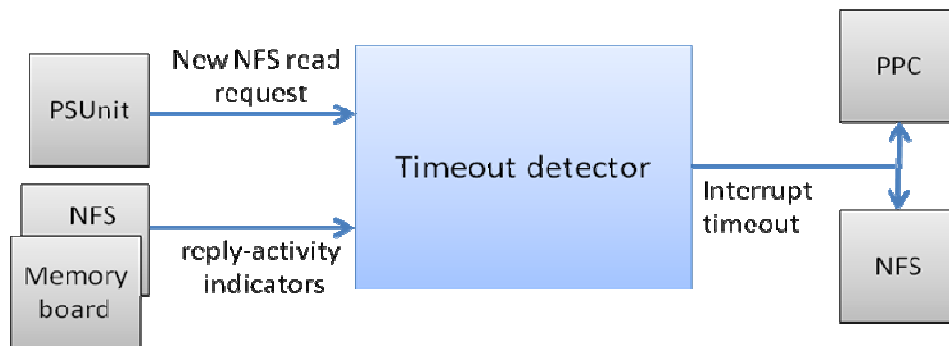 New NFS read
request
PSUnit
NFS
Memory
board
reply-activity
indicators
Timeout detector
Interrupt
timeout
PPC
NFS